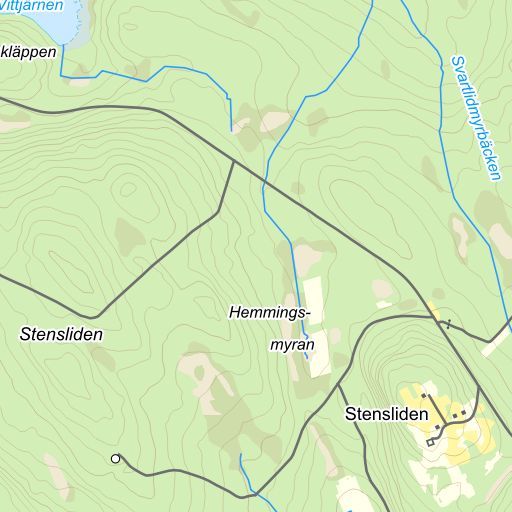 Vittjärnen
kläppen
Svartlidmyrbäcken
Hemmings-
myran
Stensliden
Stensliden